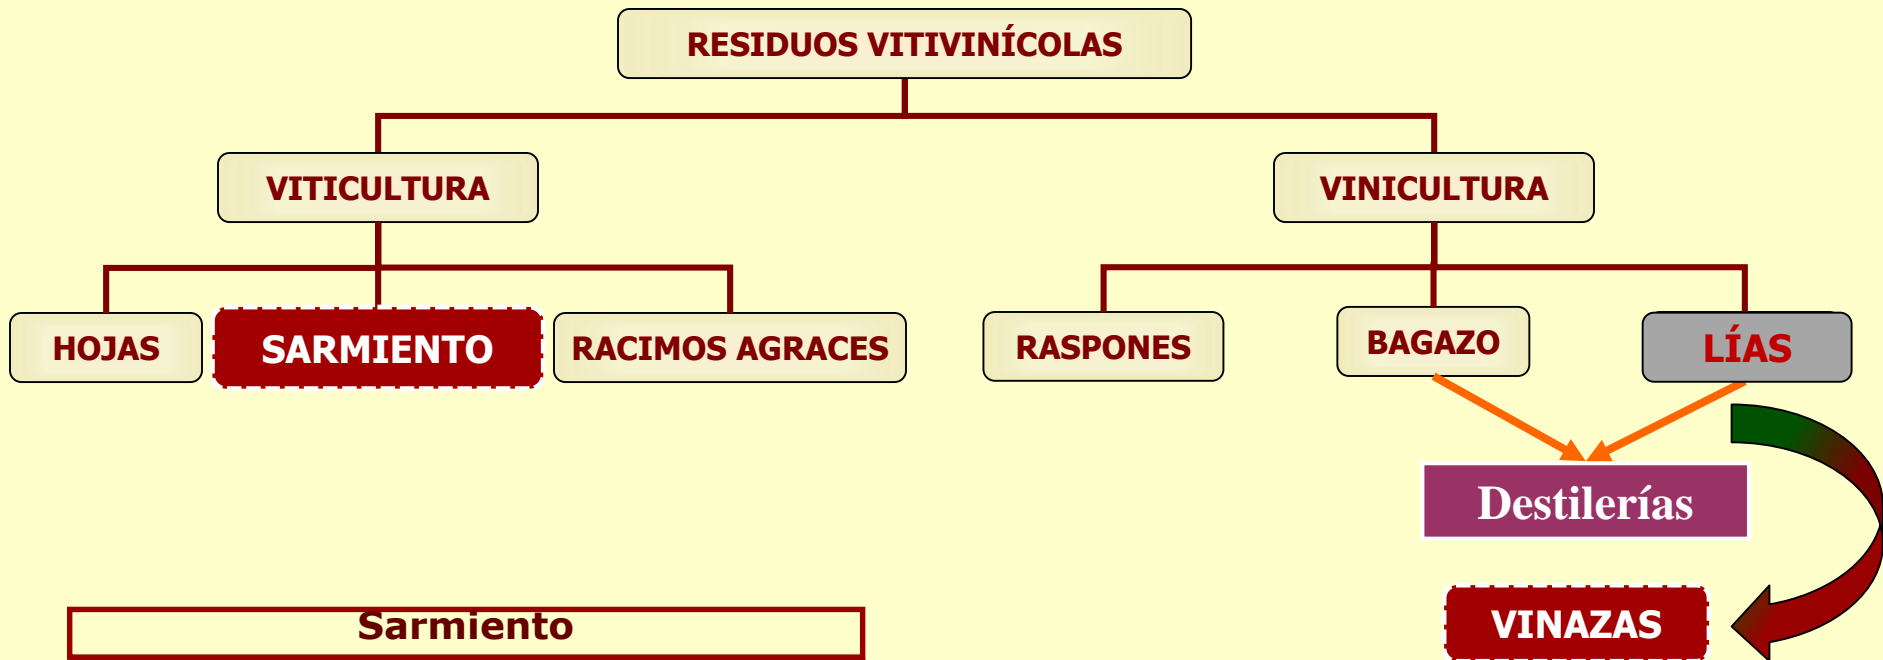 RESIDUOS VITIVINÍCOLAS
VITICULTURA
VINICULTURA
HOJAS
SARMIENTO
RACIMOS AGRACES
RASPONES
BAGAZO
LÍAS
Destilerías
Sarmiento
VINAZAS